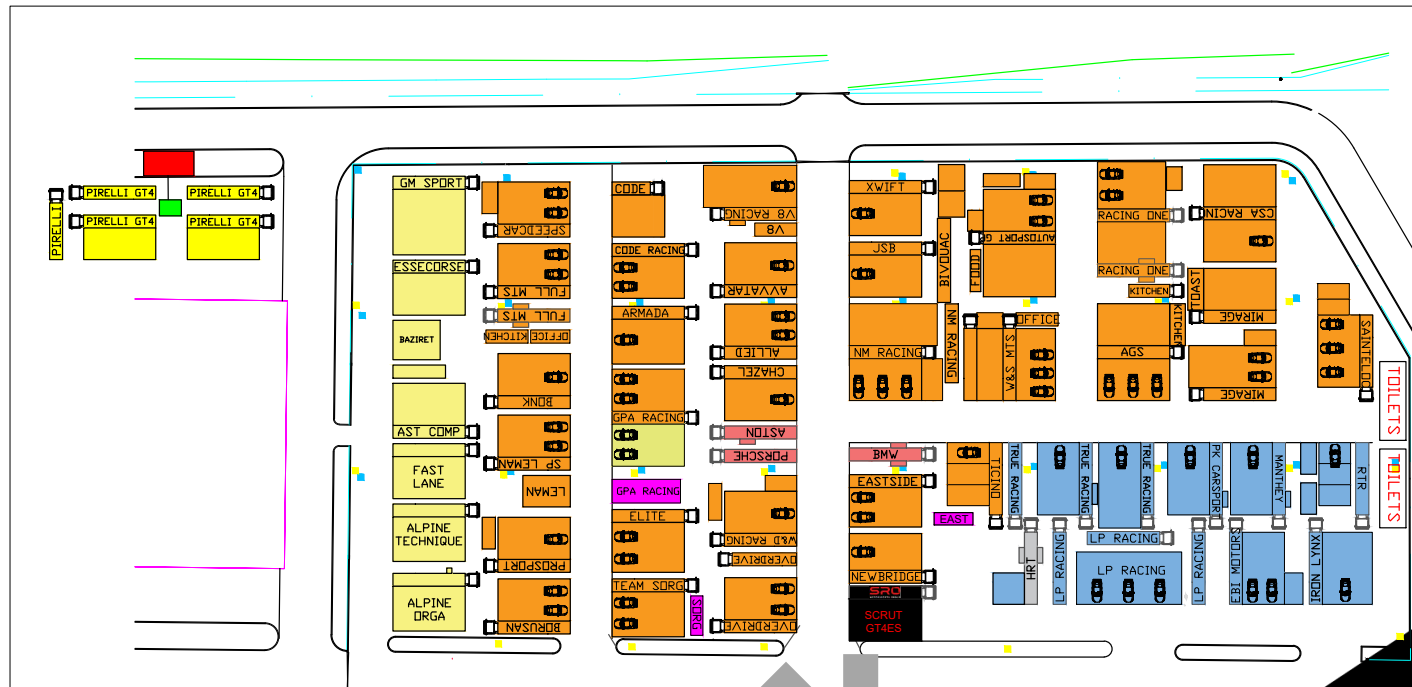 PIRELLI GT4
PIRELLI GT4
PIRELLI
PIRELLI GT4
PIRELLI GT4
GM SPORT
ESSECORSE
BAZIRET
AST COMP
FAST
LANE
ALPINE
TECHNIQUE
ALPINE
ORGA
SPEEDCAR
FULL MTS
FULL MTS
OFFICE
KITCHEN
BONK
SP LEMAN
LEMAN
PROSPORT
BORUSAN
CODE
CODE RACING
ARMADA
GPA RACING
GPA RACING
ELITE
TEAM SORG
SORG
V8 RACING
V8
AVVATAR
ALLIED
CHAZEL
ASTON
PORSCHE
W&D RACING
OVERDRIVE
OVERDRIVE
XWIFT
JSB
NM RACING
BIVOUAC
NM RACING
FOOD
AUTOSPORT GP
OFFICE
W&S MTS
RACING ONE
RACING ONE
KITCHEN
KITCHEN
AGS
CSA RACING
TOAST
MIRAGE
MIRAGE
SAINTELOC
TOILETS
TOILETS
BMW
EASTSIDE
EAST
NEWBRIDGE
SRO
SCRUT
GT4ES
TICINO
TRUE RACING
TRUE RACING
TRUE RACING
PK CARSPORT
MANTHEY
RTR
HRT
LP RACING
LP RACING
LP RACING
LP RACING
EBI MOTORS
IRON LYNX